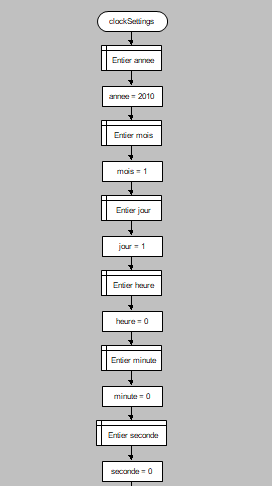 clockSettings
Entier annee
annee = 2010
Entier mois
mois = 1
Entier jour
jour = 1
Entier heure
heure = 0
Entier minute
minute = 0
Entier seconde
seconde = 0